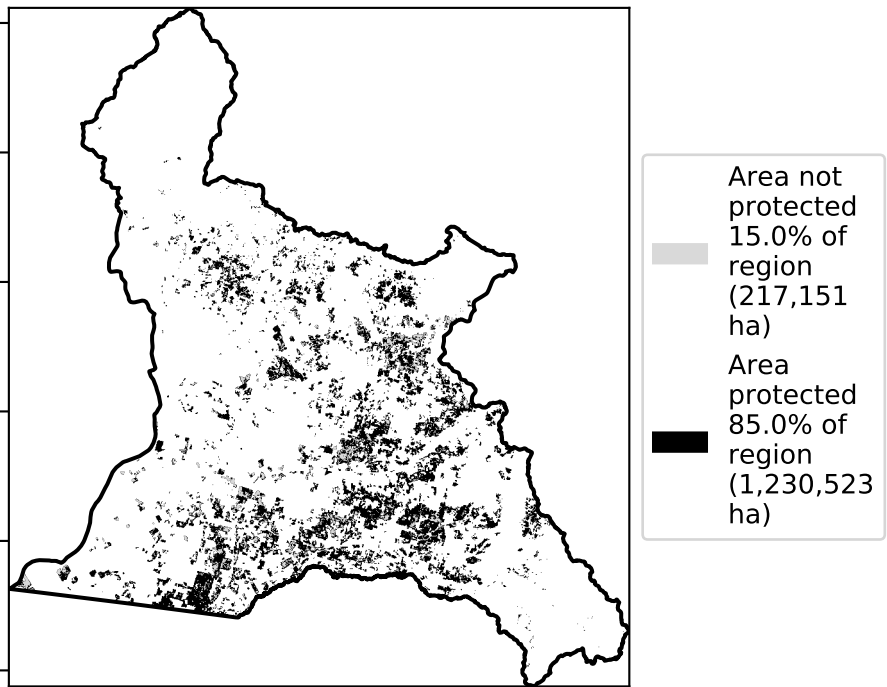 Area not
protected
15.0% of
region
(217,151
ha)
Area
protected
85.0% of
region
(1,230,523
ha)